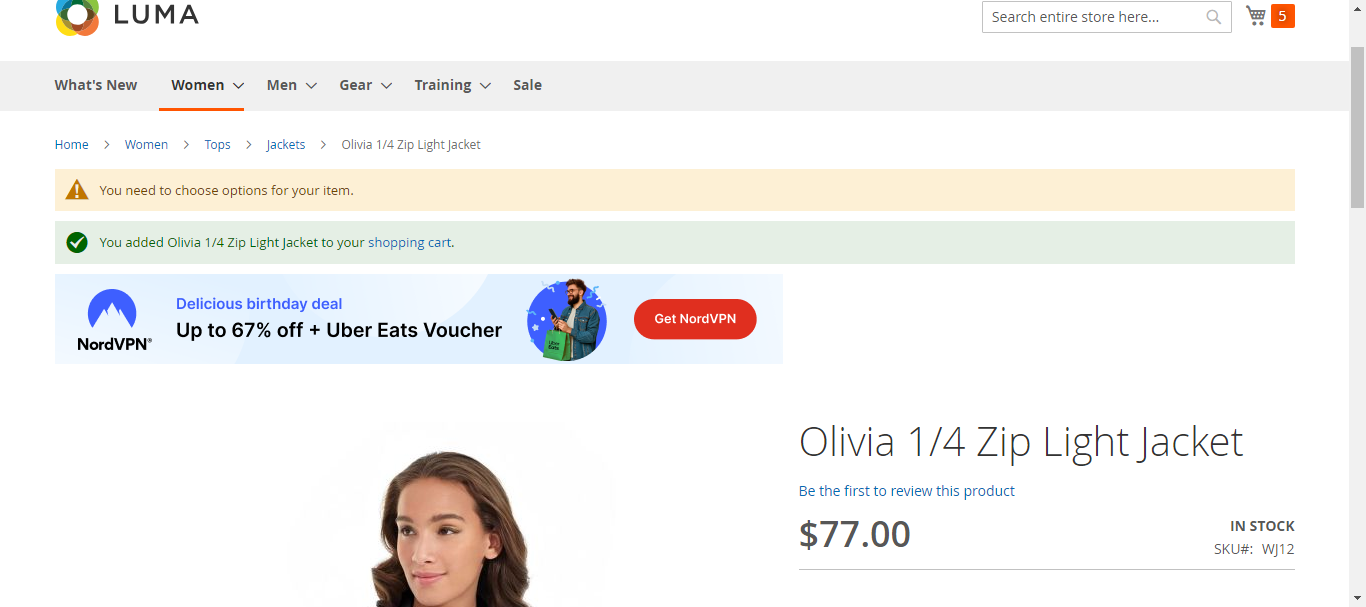 LUMA
Search entire store here...
5
What's New Women Men Gear Training Sale
Home > Women > Tops > Jackets > Olivia 1/4 Zip Light Jacket
You need to choose options for your item.
You added Olivia 1/4 Zip Light Jacket to your shopping cart.
NordVPN®
Delicious birthday deal
Up to 67% off + Uber Eats Voucher
UBER
EATS
Get NordVPN
Olivia 1/4 Zip Light Jacket
Be the first to review this product
$77.00
IN STOCK
SKU#: WJ12